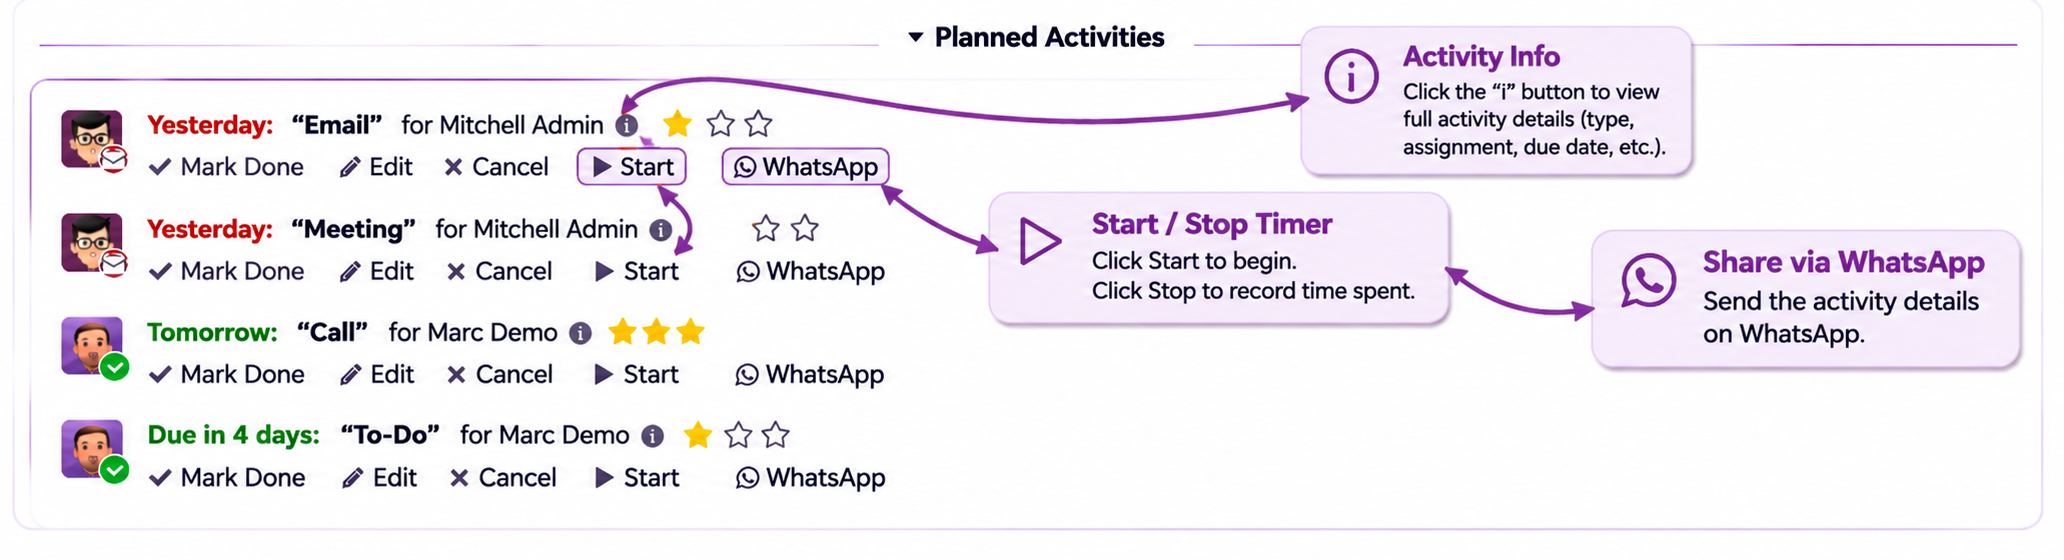 Planned Activities
Yesterday: “Email” for Mitchell Admin i
Mark Done Edit Cancel Start WhatsApp
Yesterday: “Meeting” for Mitchell Admin i
Mark Done Edit Cancel Start WhatsApp
Tomorrow: “Call” for Marc Demo i
Mark Done Edit Cancel Start WhatsApp
Due in 4 days: “To-Do” for Marc Demo i
Mark Done Edit Cancel Start WhatsApp
i
Activity Info
Click the “i” button to view
full activity details (type,
assignment, due date, etc.).
Start / Stop Timer
Click Start to begin.
Click Stop to record time spent.
Share via WhatsApp
Send the activity details
on WhatsApp.